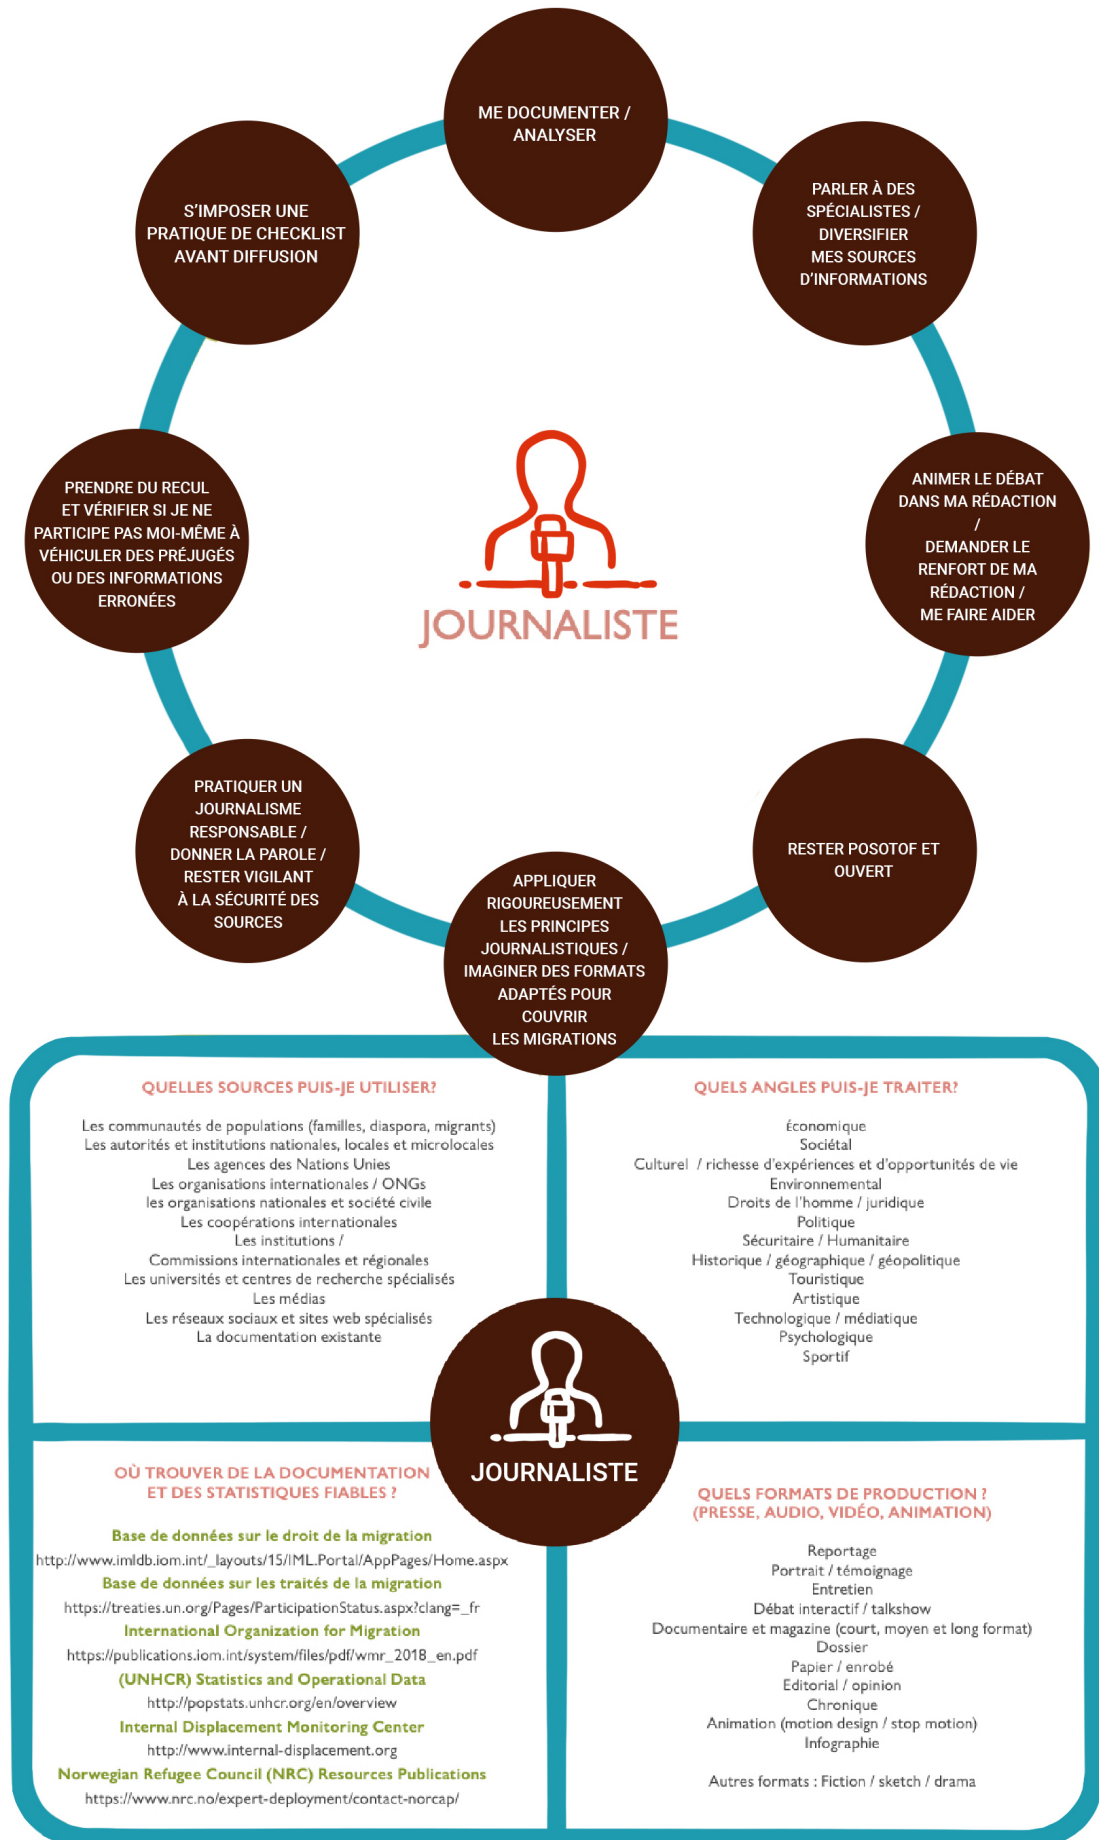 ME DOCUMENTER /
ANALYSER
PARLER À DES
SPÉCIALISTES /
DIVERSIFIER
MES SOURCES
D'INFORMATIONS
ANIMER LE DÉBAT
DANS MA RÉDACTION
/
DEMANDER LE
RENFORT DE MA
RÉDACTION /
ME FAIRE AIDER
RESTER POSOTOF ET
OUVERT
APPLIQUER
RIGOUREUSEMENT
LES PRINCIPES
JOURNALISTIQUES /
IMAGINER DES FORMATS
ADAPTÉS POUR
COUVRIR
LES MIGRATIONS
PRATIQUER UN
JOURNALISME
RESPONSABLE /
DONNER LA PAROLE /
RESTER VIGILANT
À LA SÉCURITÉ DES
SOURCES
PRENDRE DU RECUL
ET VÉRIFIER SI JE NE
PARTICIPE PAS MOI-MÊME À
VÉHICULER DES PRÉJUGÉS
OU DES INFORMATIONS
ERRONÉES
S'IMPOSER UNE
PRATIQUE DE CHECKLIST
AVANT DIFFUSION
JOURNALISTE
QUELLES SOURCES PUIS-JE UTILISER?
Les communautés de populations (familles, diaspora, migrants)
Les autorités et institutions nationales, locales et microlocales
Les agences des Nations Unies
Les organisations internationales / ONGs
les organisations nationales et société civile
Les coopérations internationales
Les institutions /
Commissions internationales et régionales
Les universités et centres de recherche spécialisés
Les médias
Les réseaux sociaux et sites web spécialisés
La documentation existante
QUELS ANGLES PUIS-JE TRAITER?
Économique
Sociétal
Culturel / richesse d'expériences et d'opportunités de vie
Environnemental
Droits de l'homme / juridique
Politique
Sécuritaire / Humanitaire
Historique / géographique / géopolitique
Touristique
Artistique
Technologique / médiatique
Psychologique
Sportif
JOURNALISTE
OÙ TROUVER DE LA DOCUMENTATION
ET DES STATISTIQUES FIABLES ?
Base de données sur le droit de la migration
http://www.imldb.iom.int/_layouts/15/IML.Portal/AppPages/Home.aspx
Base de données sur les traités de la migration
https://treaties.un.org/Pages/ParticipationStatus.aspx?clang=_fr
International Organization for Migration
https://publications.iom.int/system/files/pdf/wmr_2018_en.pdf
(UNHCR) Statistics and Operational Data
http://popstats.unhcr.org/en/overview
Internal Displacement Monitoring Center
http://www.internal-displacement.org
Norwegian Refugee Council (NRC) Resources Publications
https://www.nrc.no/expert-deployment/contact-norcap/
QUELS FORMATS DE PRODUCTION ?
(PRESSE, AUDIO, VIDÉO, ANIMATION)
Reportage
Portrait / témoignage
Entretien
Débat interactif / talkshow
Documentaire et magazine (court, moyen et long format)
Dossier
Papier / enrobé
Editorial / opinion
Chronique
Animation (motion design / stop motion)
Infographie
Autres formats : Fiction / sketch / drama